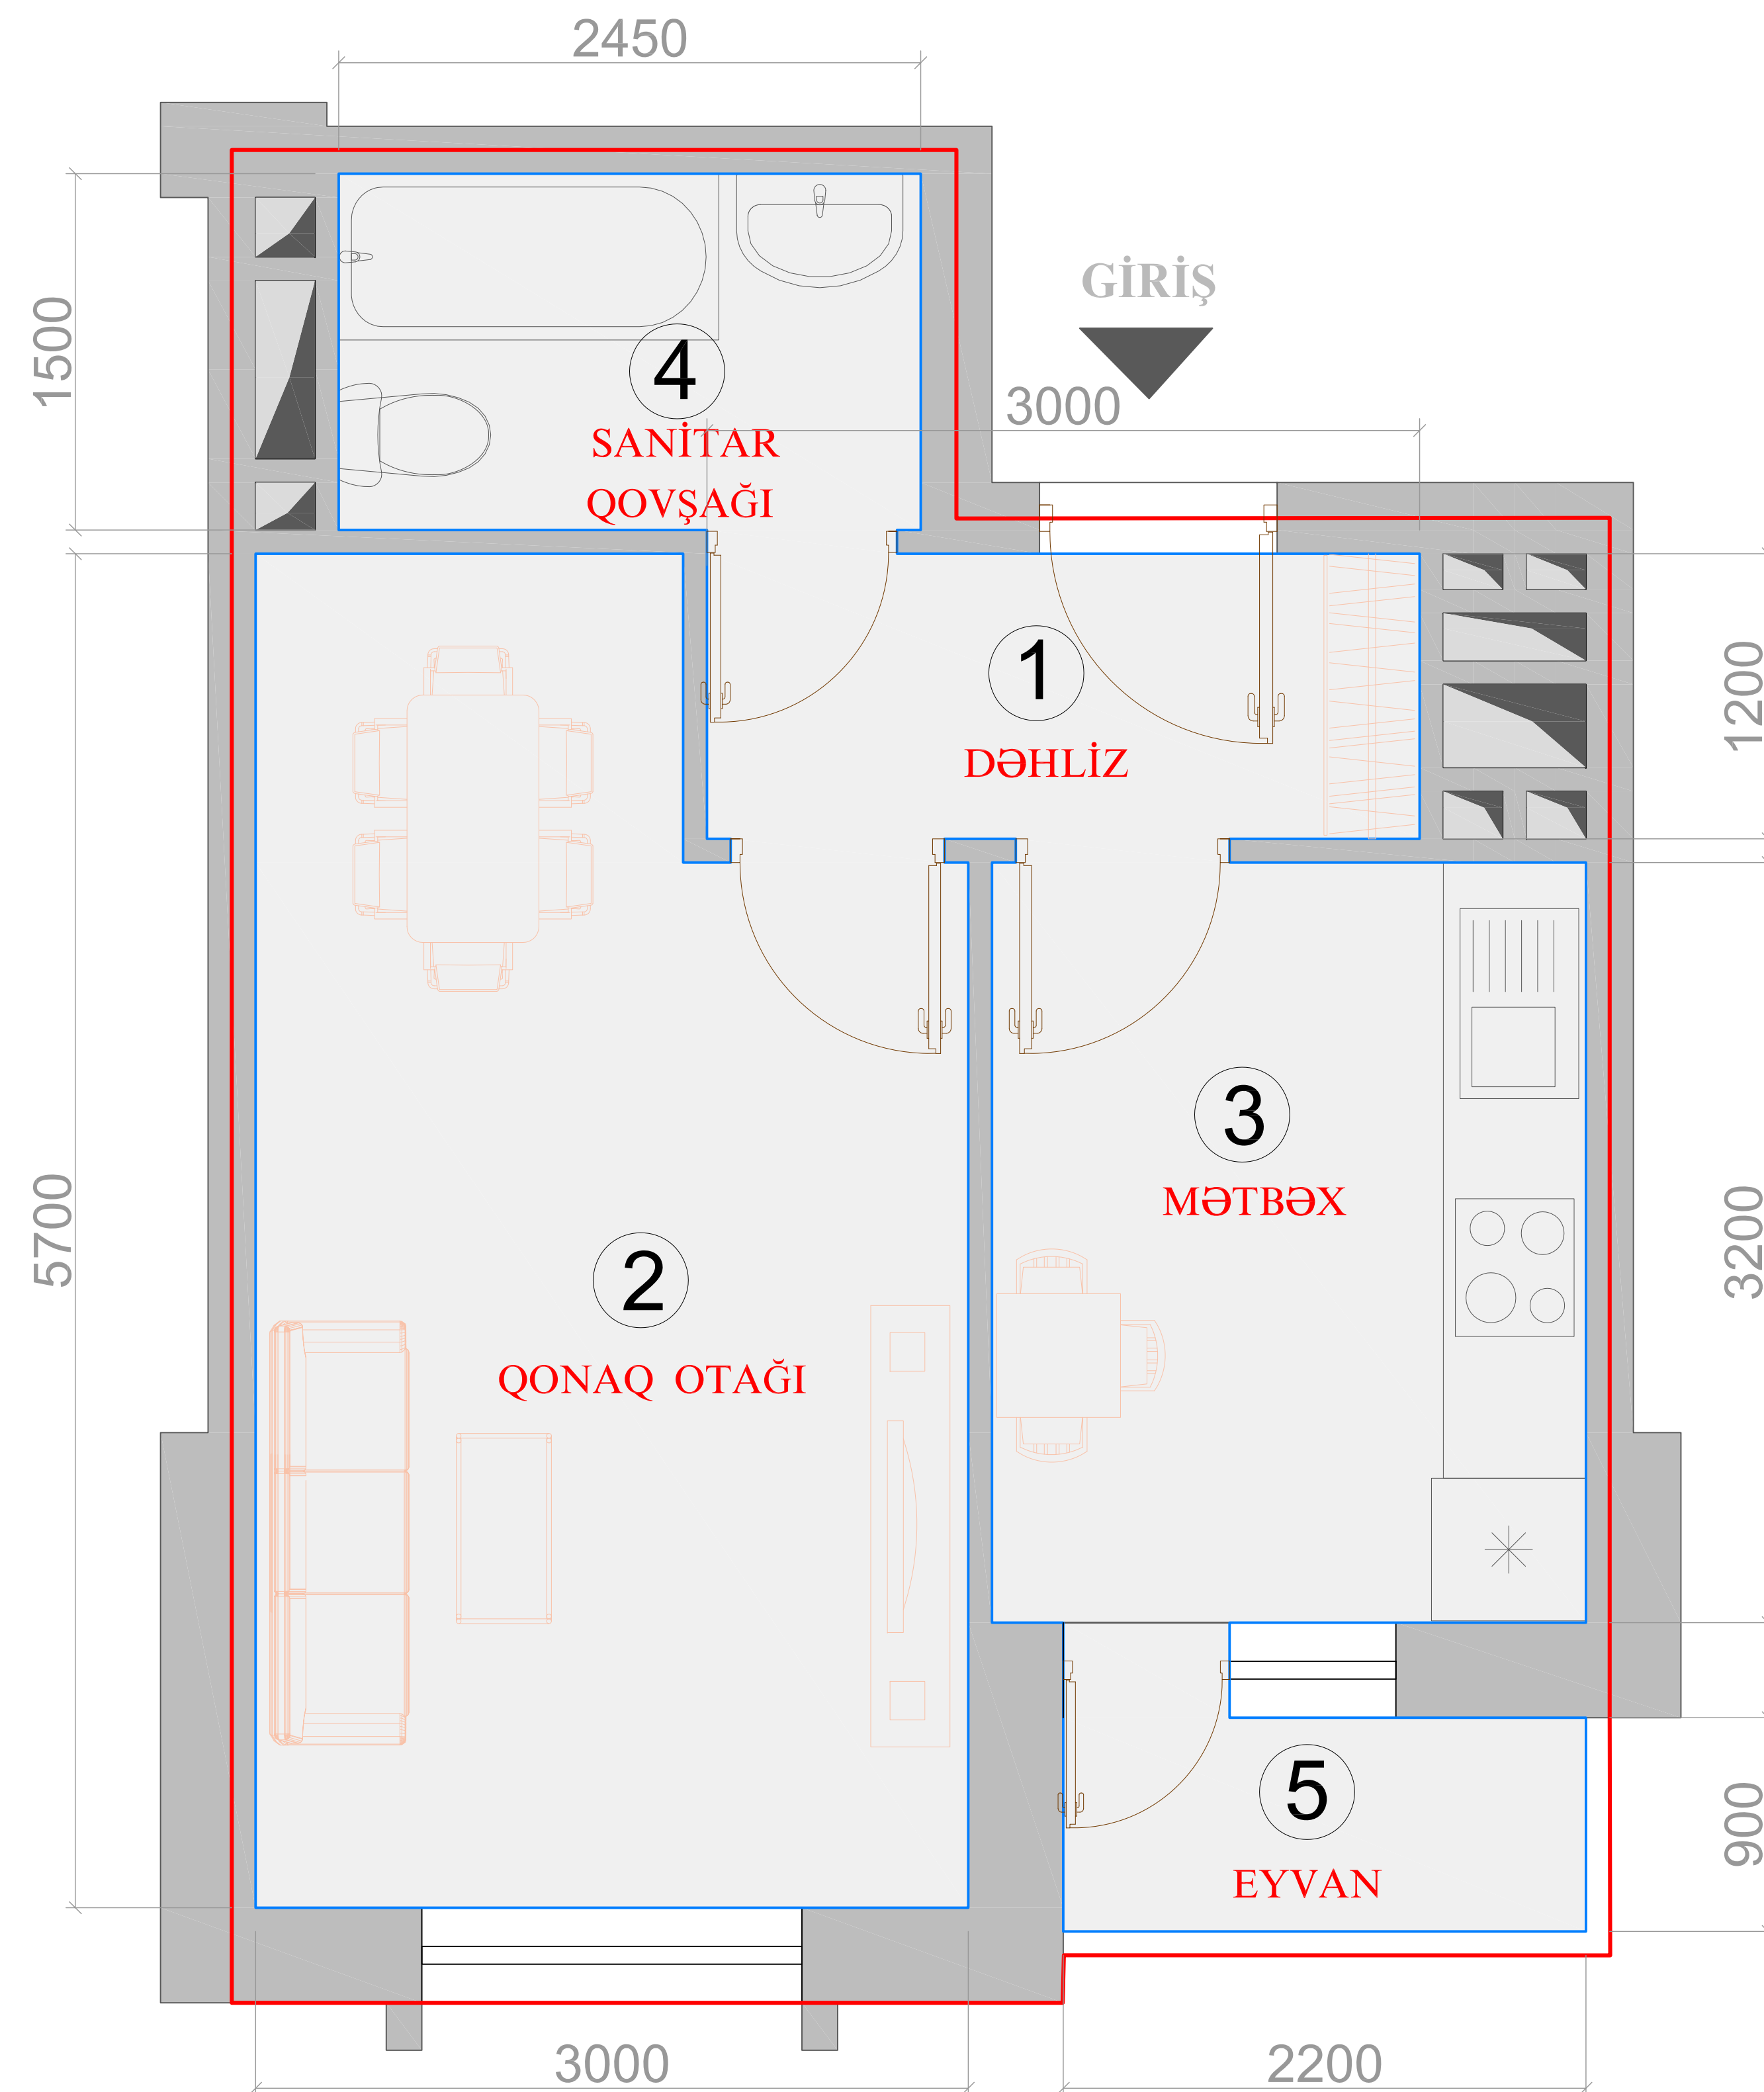 2450
GİRİŞ
1500
4
3000
SANİTAR
QOVŞAĞI
1
1200
DƏHLİZ
3
MƏTBƏX
5700
3200
2
QONAQ OTAĞI
5
900
EYVAN
3000
2200